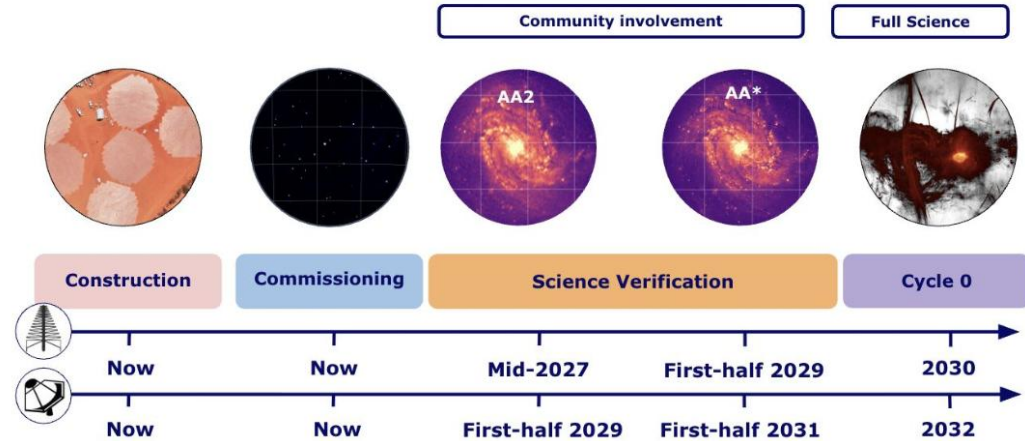 Community involvement
Full Science
AA2
AA*
Construction
Commissioning
Science Verification
Cycle 0
Now
Now
Mid-2027
First-half 2029
2030
Now
Now
First-half 2029
First-half 2031
2032